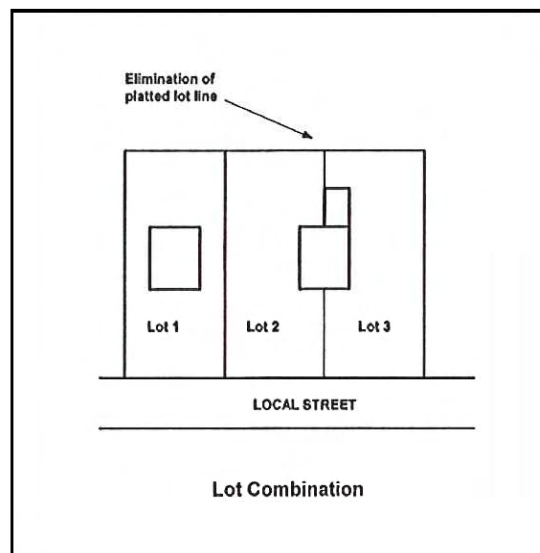 Elimination of
platted lot line
Lot 1
Lot 2
Lot 3
LOCAL STREET
Lot Combination